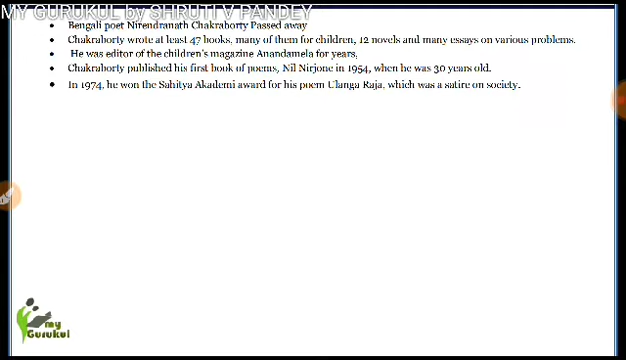 MY GURUKUL by SHRUTI V PANDEY
• Bengali poet Nirendranath Chakraborty Passed away
• Chakraborty wrote at least 47 books, many of them for children, 12 novels and many essays on various problems.
• He was editor of the children's magazine Anandamela for years,
• Chakraborty published his first book of poems, Nil Nirjone in 1954, when he was 30 years old.
• In 1974, he won the Sahitya Akademi award for his poem Ulanga Raja, which was a satire on society.
my
Gurukul